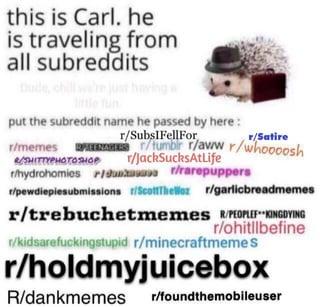 this is Carl. he
is traveling from
all subreddits
Dude, chill we're just having a
little fun.
put the subreddit name he passed by here :
r/SubsIFellFor
r/Satire
r/memes r/TEENAGERS r/tumblr r/aww r/whoooosh
r/SHITTYPHOTOSHOP r/JackSucksAtLife
r/hydrohomies r/dankmemes r/rarepuppers
r/pewdiepiesubmissions r/ScottTheWoz r/garlicbreadmemes
r/trebuchetmemes R/PEOPLEF**KINGDYING
r/ohitllbefine
r/kidsarefuckingstupid r/minecraftmemes
r/holdmyjuicebox
R/dankmemes r/foundthemobileuser